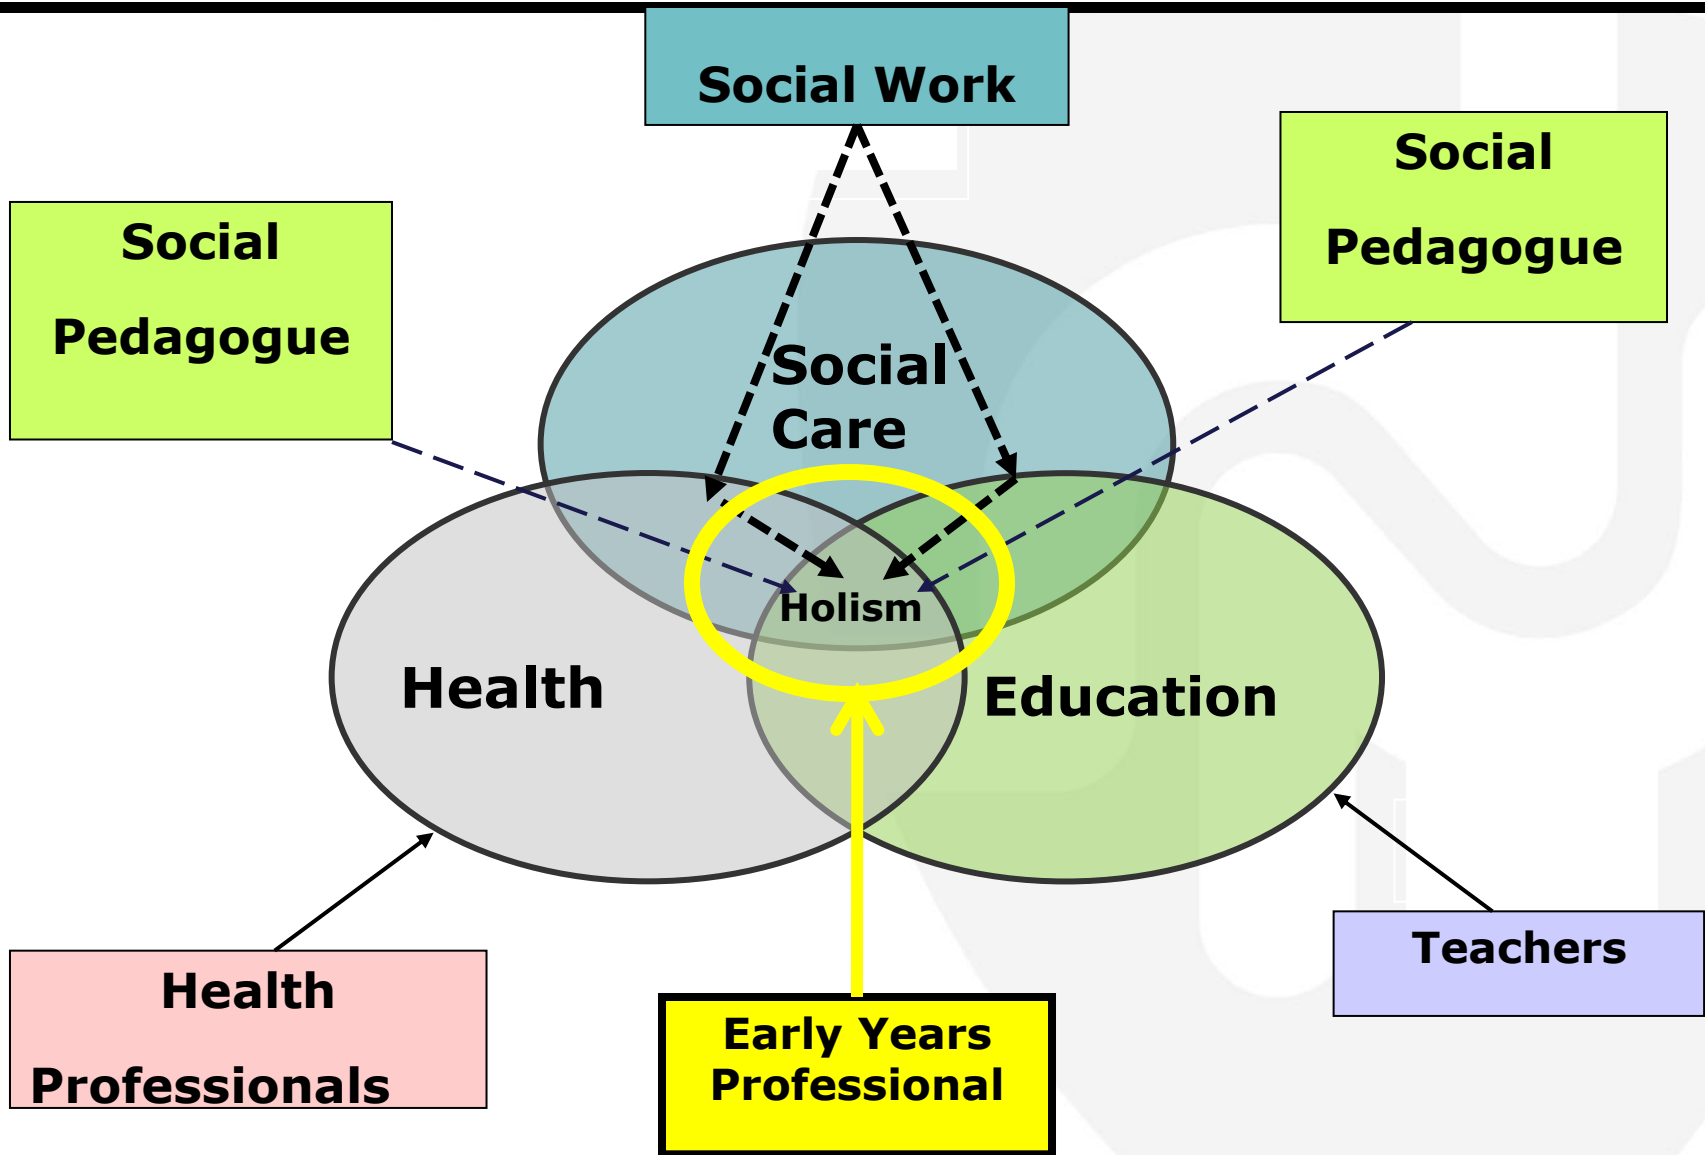 Social Work
Social
Pedagogue
Social
Pedagogue
Social
Care
Holism
Health
Education
Health
Professionals
Early Years
Professional
Teachers